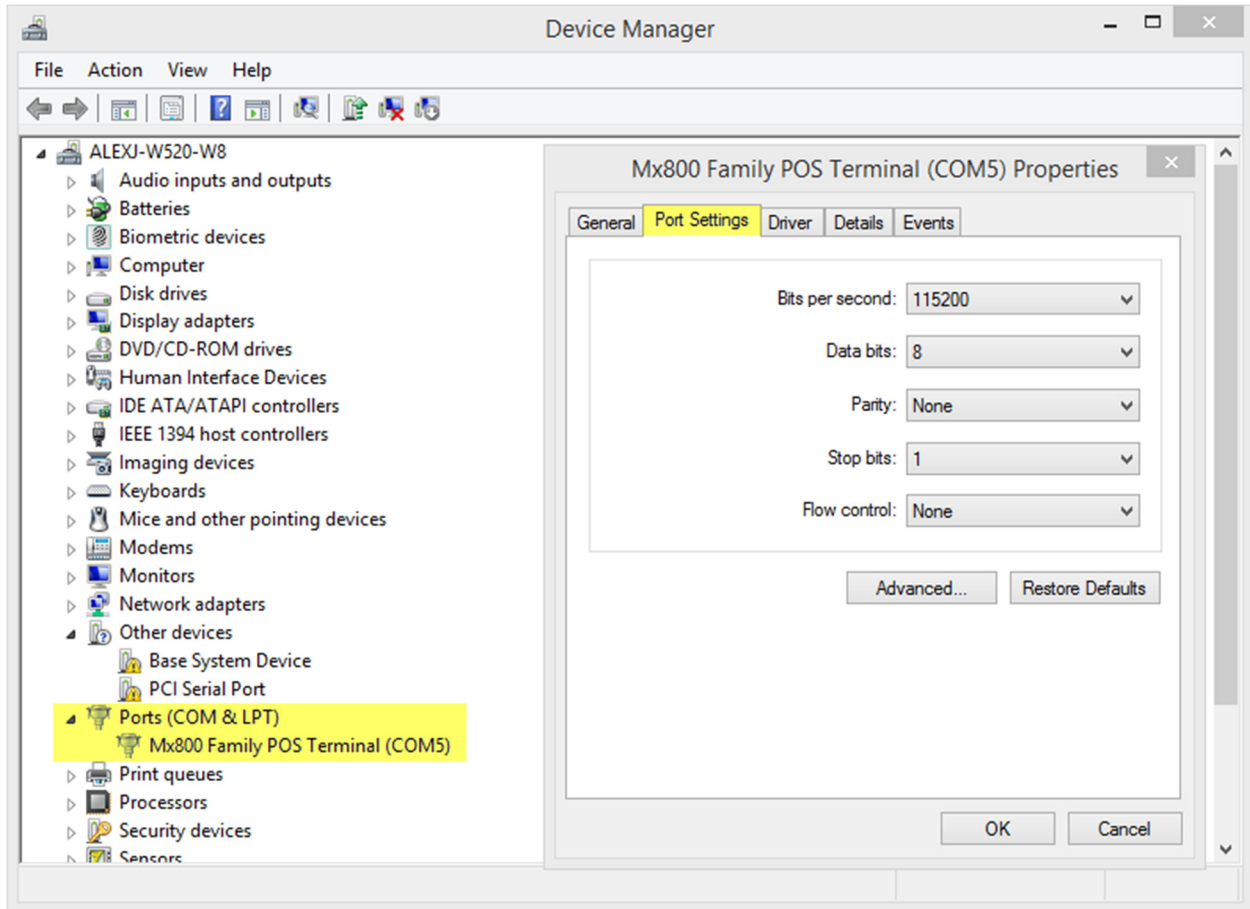 Device Manager
File Action View Help
ALEXJ-W520-W8
Audio inputs and outputs
Batteries
Biometric devices
Computer
Disk drives
Display adapters
DVD/CD-ROM drives
Human Interface Devices
IDE ATA/ATAPI controllers
IEEE 1394 host controllers
Imaging devices
Keyboards
Mice and other pointing devices
Modems
Monitors
Network adapters
Other devices
Base System Device
PCI Serial Port
Ports (COM & LPT)
Mx800 Family POS Terminal (COM5)
Print queues
Processors
Security devices
Sensors
Mx800 Family POS Terminal (COM5) Properties
General Port Settings Driver Details Events
Bits per second: 115200
Data bits: 8
Parity: None
Stop bits: 1
Flow control: None
Advanced... Restore Defaults
OK Cancel